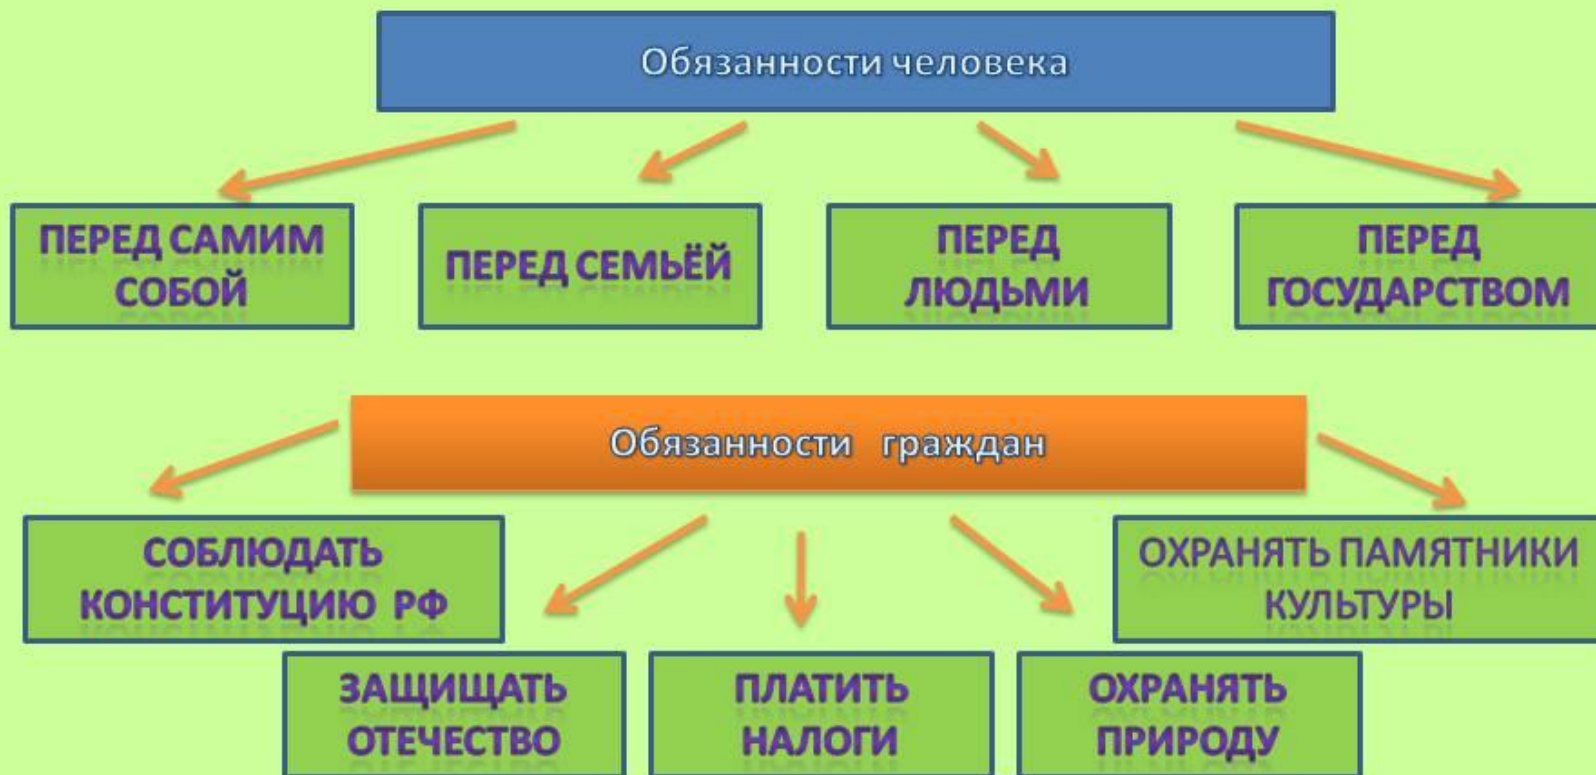 Обязанности человека
ПЕРЕД САМИМ
СОБОЙ
ПЕРЕД СЕМЬЁЙ
ПЕРЕД
ЛЮДЬМИ
ПЕРЕД
ГОСУДАРСТВОМ
Обязанности граждан
СОБЛЮДАТЬ
КОНСТИТУЦИЮ РФ
ЗАЩИЩАТЬ
ОТЕЧЕСТВО
ПЛАТИТЬ
НАЛОГИ
ОХРАНЯТЬ
ПРИРОДУ
ОХРАНЯТЬ ПАМЯТНИКИ
КУЛЬТУРЫ